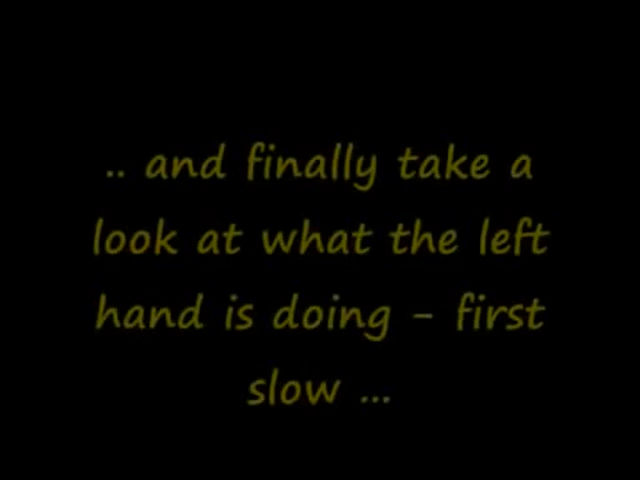 .. and finally take a
look at what the left
hand is doing - first
slow ...